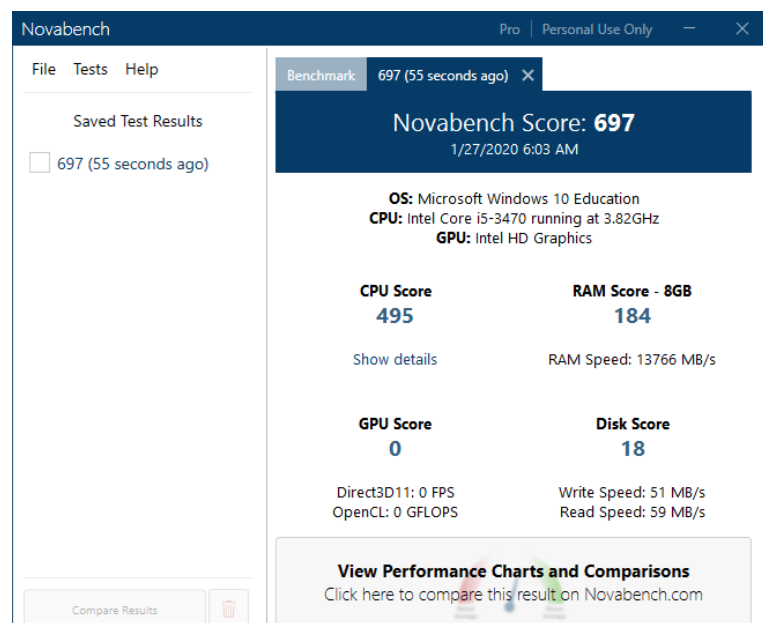 Novabench
Pro | Personal Use Only
File Tests Help
Saved Test Results
697 (55 seconds ago)
Compare Results
Benchmark 697 (55 seconds ago)
Novabench Score: 697
1/27/2020 6:03 AM
OS: Microsoft Windows 10 Education
CPU: Intel Core i5-3470 running at 3.82GHz
GPU: Intel HD Graphics
CPU Score
495
Show details
RAM Score - 8GB
184
RAM Speed: 13766 MB/s
GPU Score
0
Direct3D11: 0 FPS
OpenCL: 0 GFLOPS
Disk Score
18
Write Speed: 51 MB/s
Read Speed: 59 MB/s
View Performance Charts and Comparisons
Click here to compare this result on Novabench.com